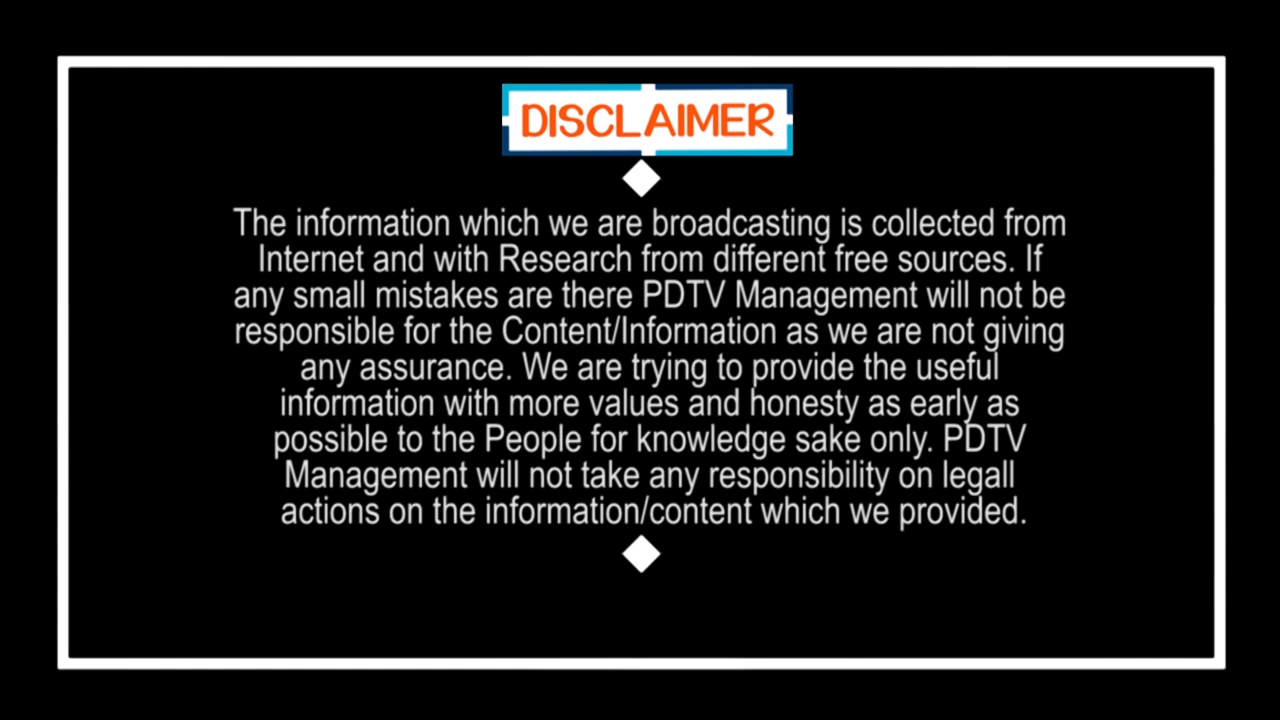 DISCLAIMER
The information which we are broadcasting is collected from
Internet and with Research from different free sources. If
any small mistakes are there PDTV Management will not be
responsible for the Content/Information as we are not giving
any assurance. We are trying to provide the useful
information with more values and honesty as early as
possible to the People for knowledge sake only. PDTV
Management will not take any responsibility on legall
actions on the information/content which we provided.